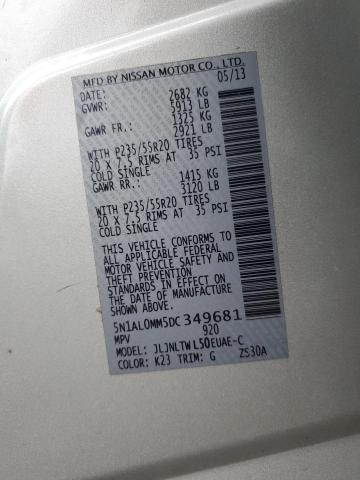 MFD BY NISSAN MOTOR CO., LTD.
DATE: 05/13
GVWR: 2682 KG
5913 LB
GAWR FR.: 1325 KG
2921 LB
WITH P235/55R20 TIRES
20 X 7.5 RIMS AT 35 PSI
COLD SINGLE
GAWR RR.: 1415 KG
3120 LB
WITH P235/55R20 TIRES
20 X 7.5 RIMS AT 35 PSI
COLD SINGLE
THIS VEHICLE CONFORMS TO
ALL APPLICABLE FEDERAL
MOTOR VEHICLE SAFETY AND
THEFT PREVENTION
STANDARDS IN EFFECT ON THE
DATE OF MANUFACTURE
SHOWN ABOVE.
5N1AL0MM5DC349681
MPV 920
MODEL: JLJNLTWL50EUAE-C
COLOR: K23 TRIM: G ZS30A